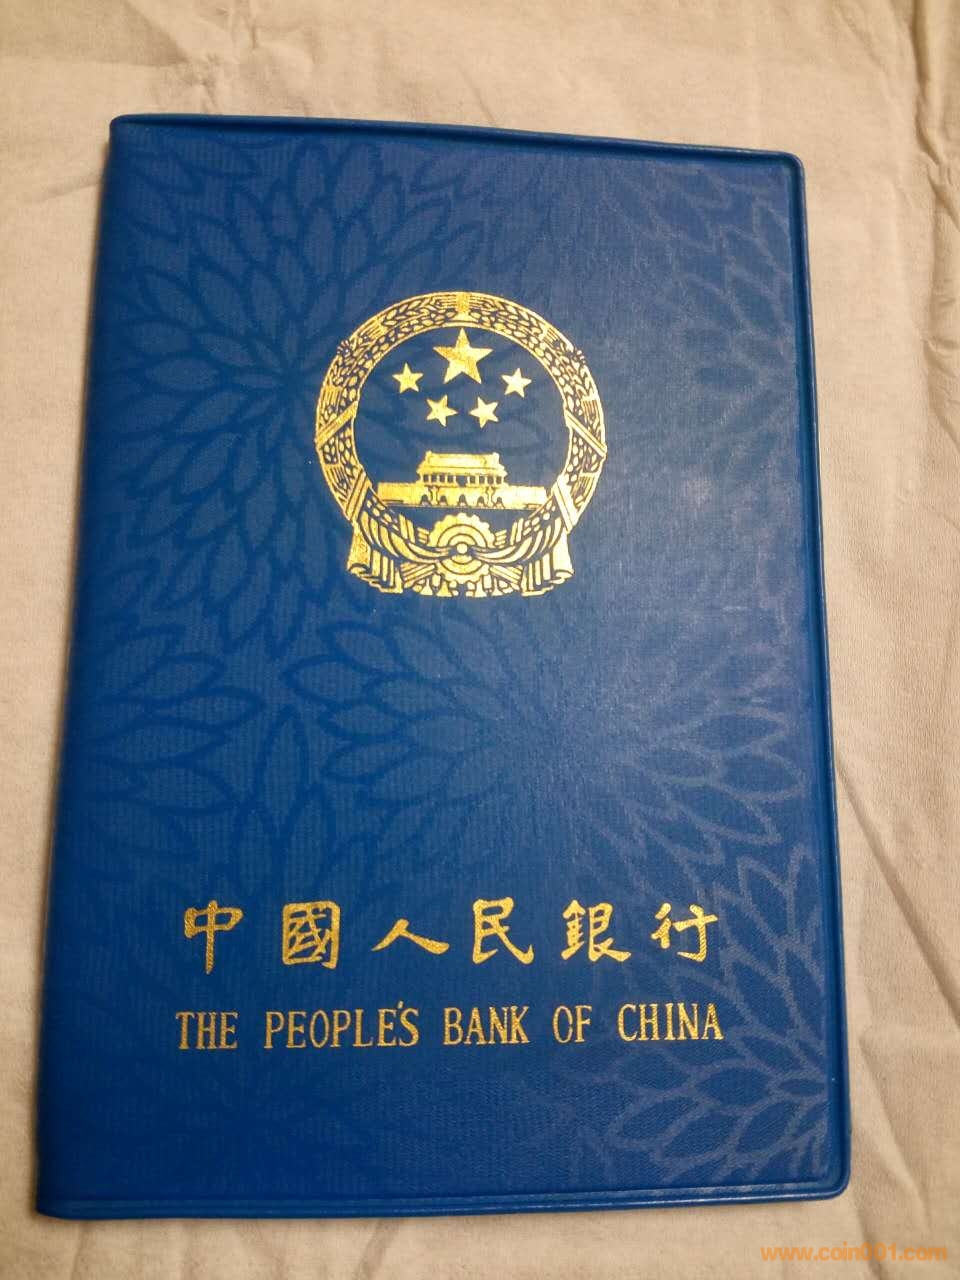 中國人民銀行
THE PEOPLE'S BANK OF CHINA
www.coin001.com